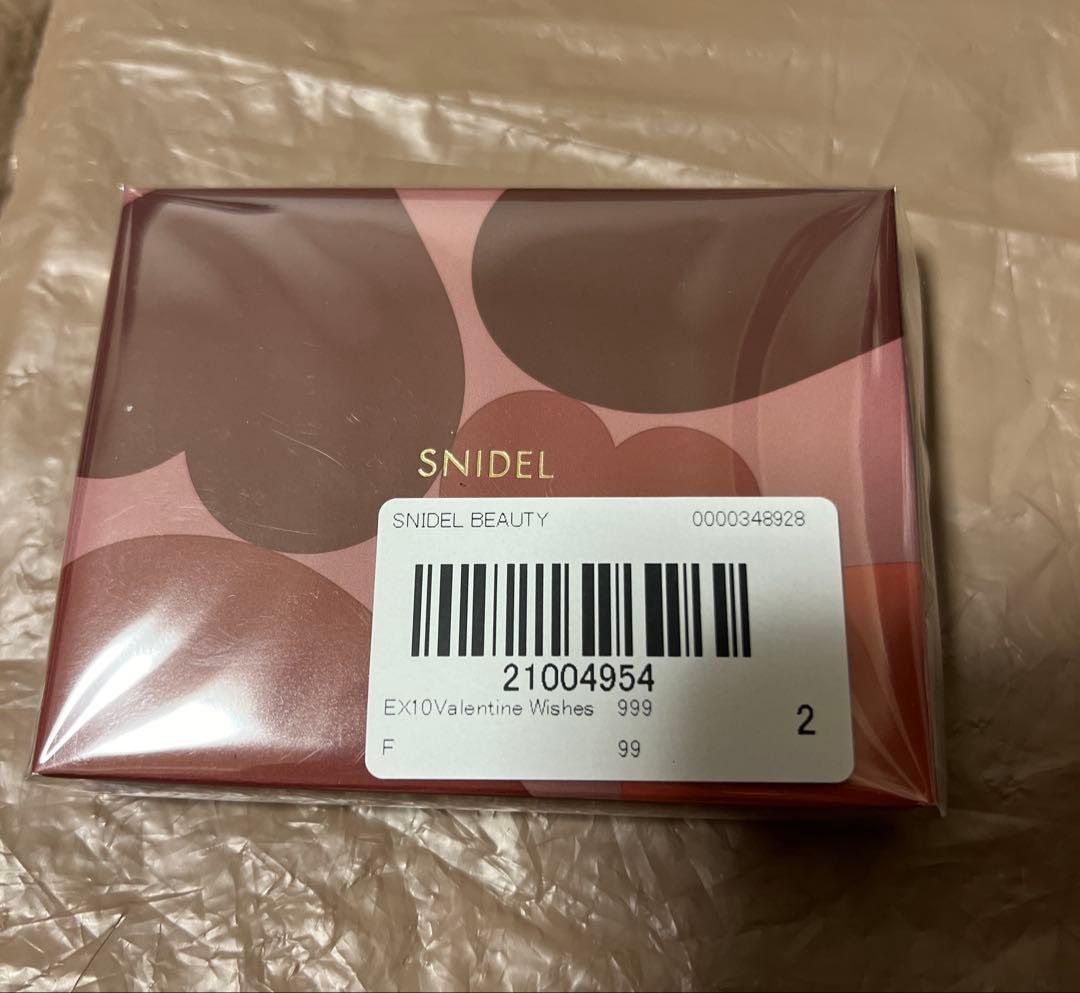 SNIDEL
SNIDEL BEAUTY 0000348928
21004954
EX10Valentine Wishes 999
2
F 99